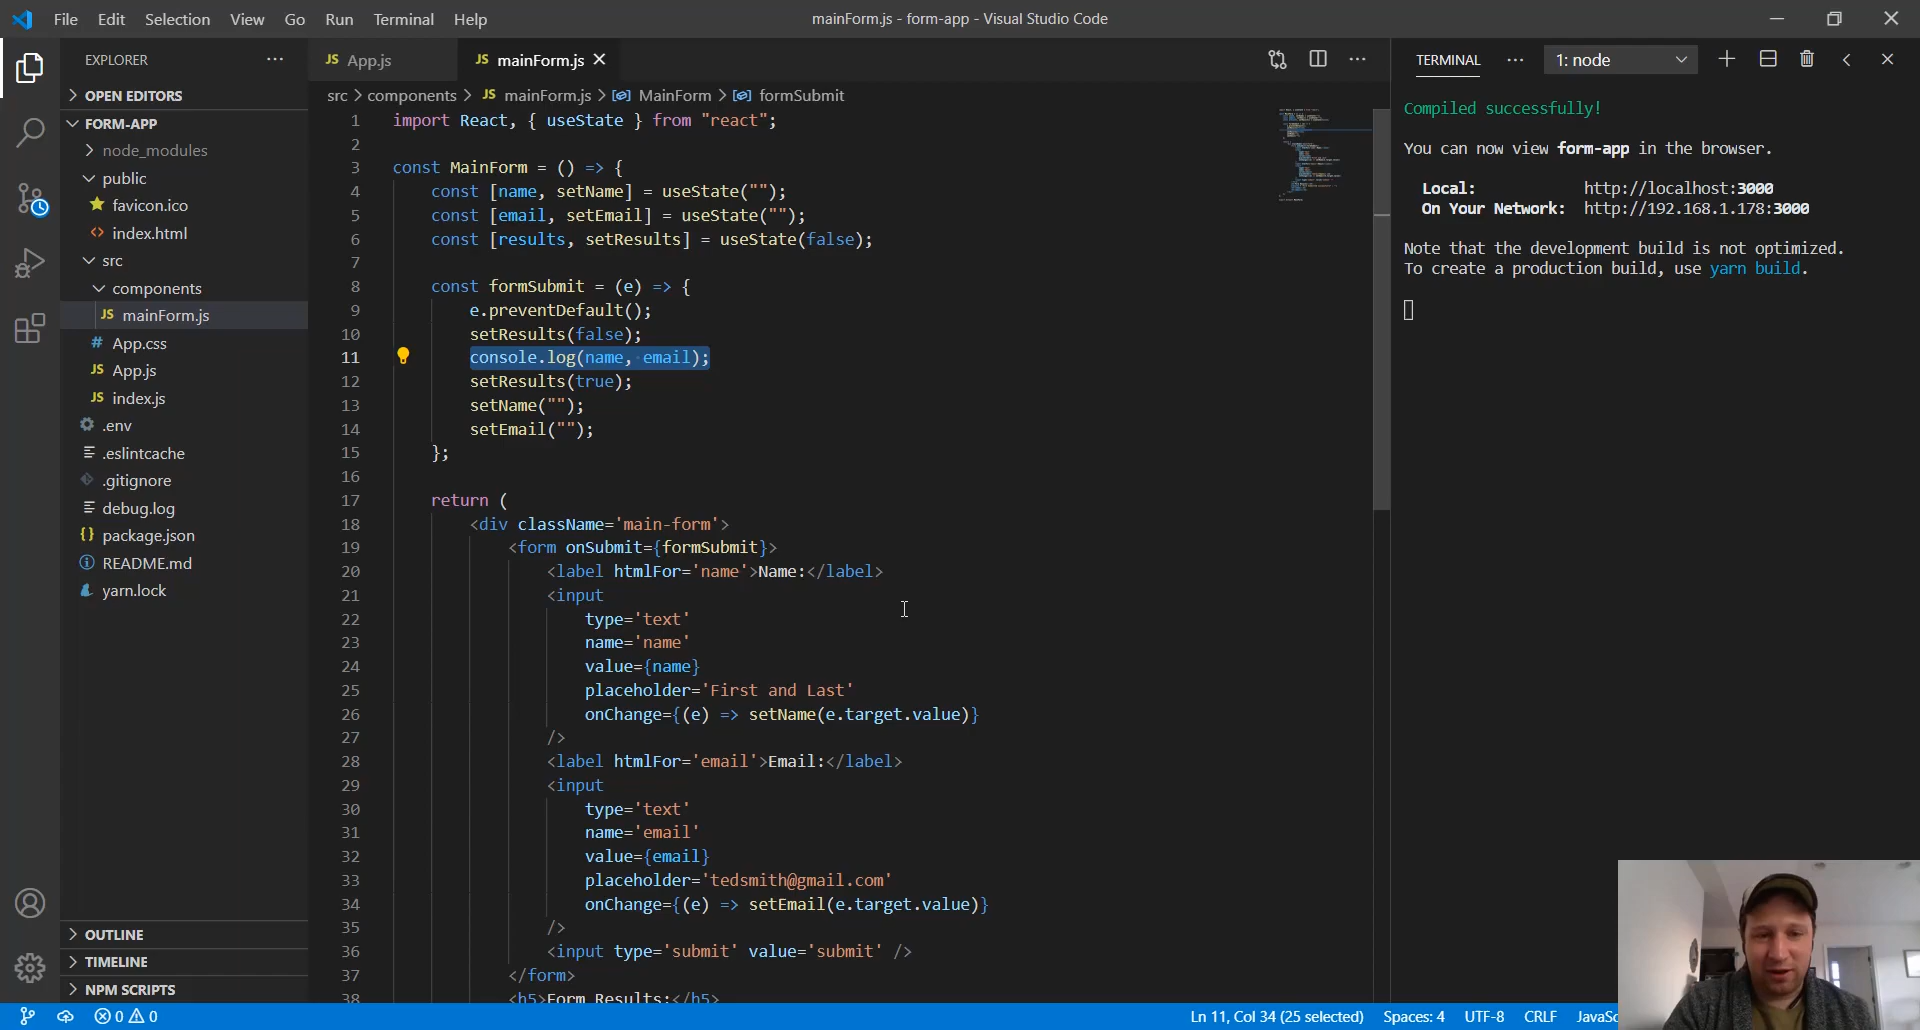 File Edit Selection View Go Run Terminal Help
mainForm.js - form-app - Visual Studio Code
EXPLORER
OPEN EDITORS
FORM-APP
node_modules
public
favicon.ico
index.html
src
components
JS mainForm.js
# App.css
JS App.js
JS index.js
.env
.eslintcache
.gitignore
debug.log
{} package.json
README.md
yarn.lock
OUTLINE
TIMELINE
NPM SCRIPTS
JS App.js
JS mainForm.js
src > components > JS mainForm.js > MainForm > formSubmit
1 import React, { useState } from "react";
2
3 const MainForm = () => {
4 const [name, setName] = useState("");
5 const [email, setEmail] = useState("");
6 const [results, setResults] = useState(false);
7
8 const formSubmit = (e) => {
9 e.preventDefault();
10 setResults(false);
11 console.log(name, email);
12 setResults(true);
13 setName("");
14 setEmail("");
15 };
16
17 return (
18 <div className='main-form'>
19 <form onSubmit={formSubmit}>
20 <label htmlFor='name'>Name:</label>
21 <input
22 type='text'
23 name='name'
24 value={name}
25 placeholder='First and Last'
26 onChange={(e) => setName(e.target.value)}
27 />
28 <label htmlFor='email'>Email:</label>
29 <input
30 type='text'
31 name='email'
32 value={email}
33 placeholder='tedsmith@gmail.com'
34 onChange={(e) => setEmail(e.target.value)}
35 />
36 <input type='submit' value='submit' />
37 </form>
38 <h5>Form Results:</h5>
TERMINAL
1: node
Compiled successfully!
You can now view form-app in the browser.
Local: http://localhost:3000
On Your Network: http://192.168.1.178:3000
Note that the development build is not optimized.
To create a production build, use yarn build.
0 0
Ln 11, Col 34 (25 selected) Spaces: 4 UTF-8 CRLF JavaSc